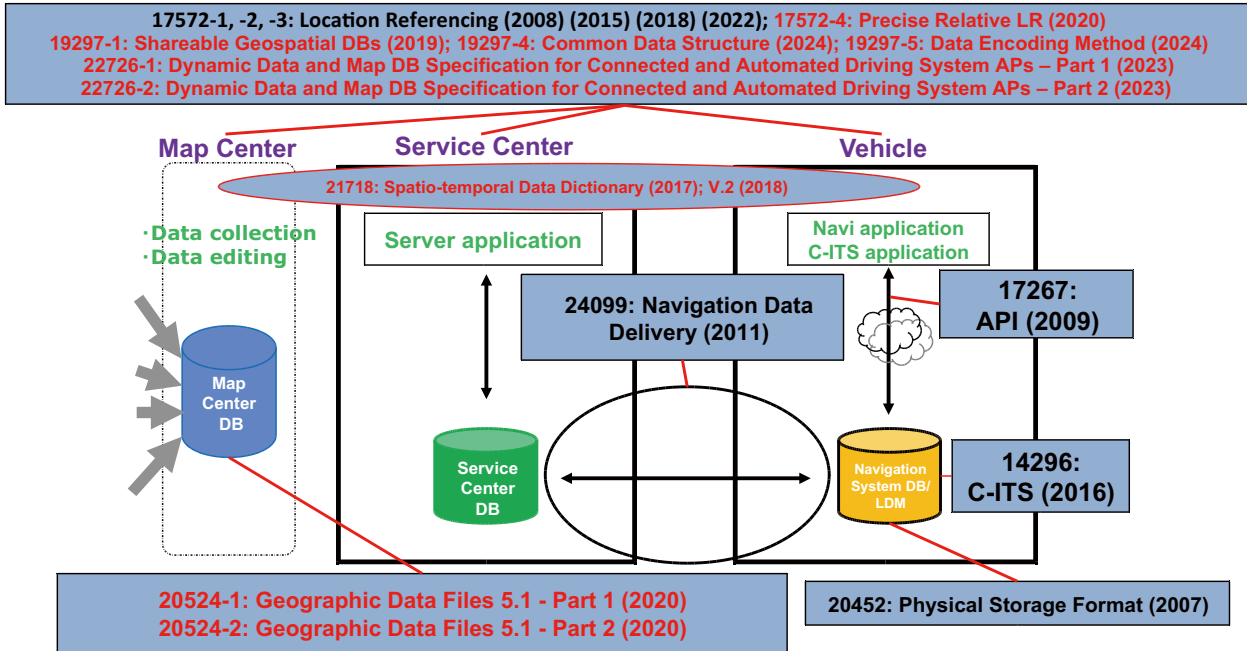 17572-1, -2, -3: Location Referencing (2008) (2015) (2018) (2022); 17572-4: Precise Relative LR (2020)
19297-1: Shareable Geospatial DBs (2019); 19297-4: Common Data Structure (2024); 19297-5: Data Encoding Method (2024)
22726-1: Dynamic Data and Map DB Specification for Connected and Automated Driving System APs – Part 1 (2023)
22726-2: Dynamic Data and Map DB Specification for Connected and Automated Driving System APs – Part 2 (2023)
Map Center
Service Center
Vehicle
21718: Spatio-temporal Data Dictionary (2017); V.2 (2018)
·Data collection
·Data editing
Server application
Navi application
C-ITS application
24099: Navigation Data
Delivery (2011)
17267:
API (2009)
Map
Center
DB
Service
Center
DB
Navigation
System DB/
LDM
14296:
C-ITS (2016)
20524-1: Geographic Data Files 5.1 - Part 1 (2020)
20524-2: Geographic Data Files 5.1 - Part 2 (2020)
20452: Physical Storage Format (2007)